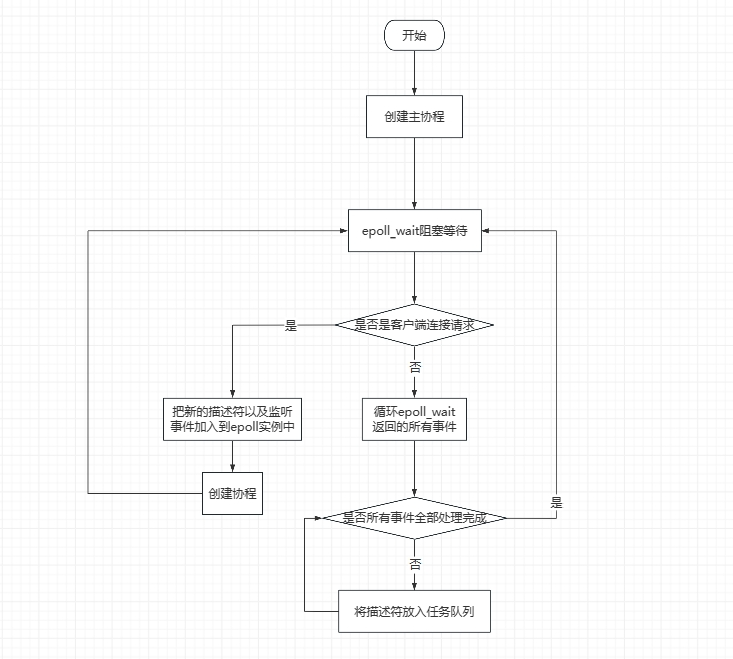 开始
创建主协程
epoll_wait阻塞等待
是否是客户端连接请求
是
否
把新的描述符以及监听
事件加入到epoll实例中
循环epoll_wait
返回的所有事件
创建协程
是否所有事件全部处理完成
是
否
将描述符放入任务队列